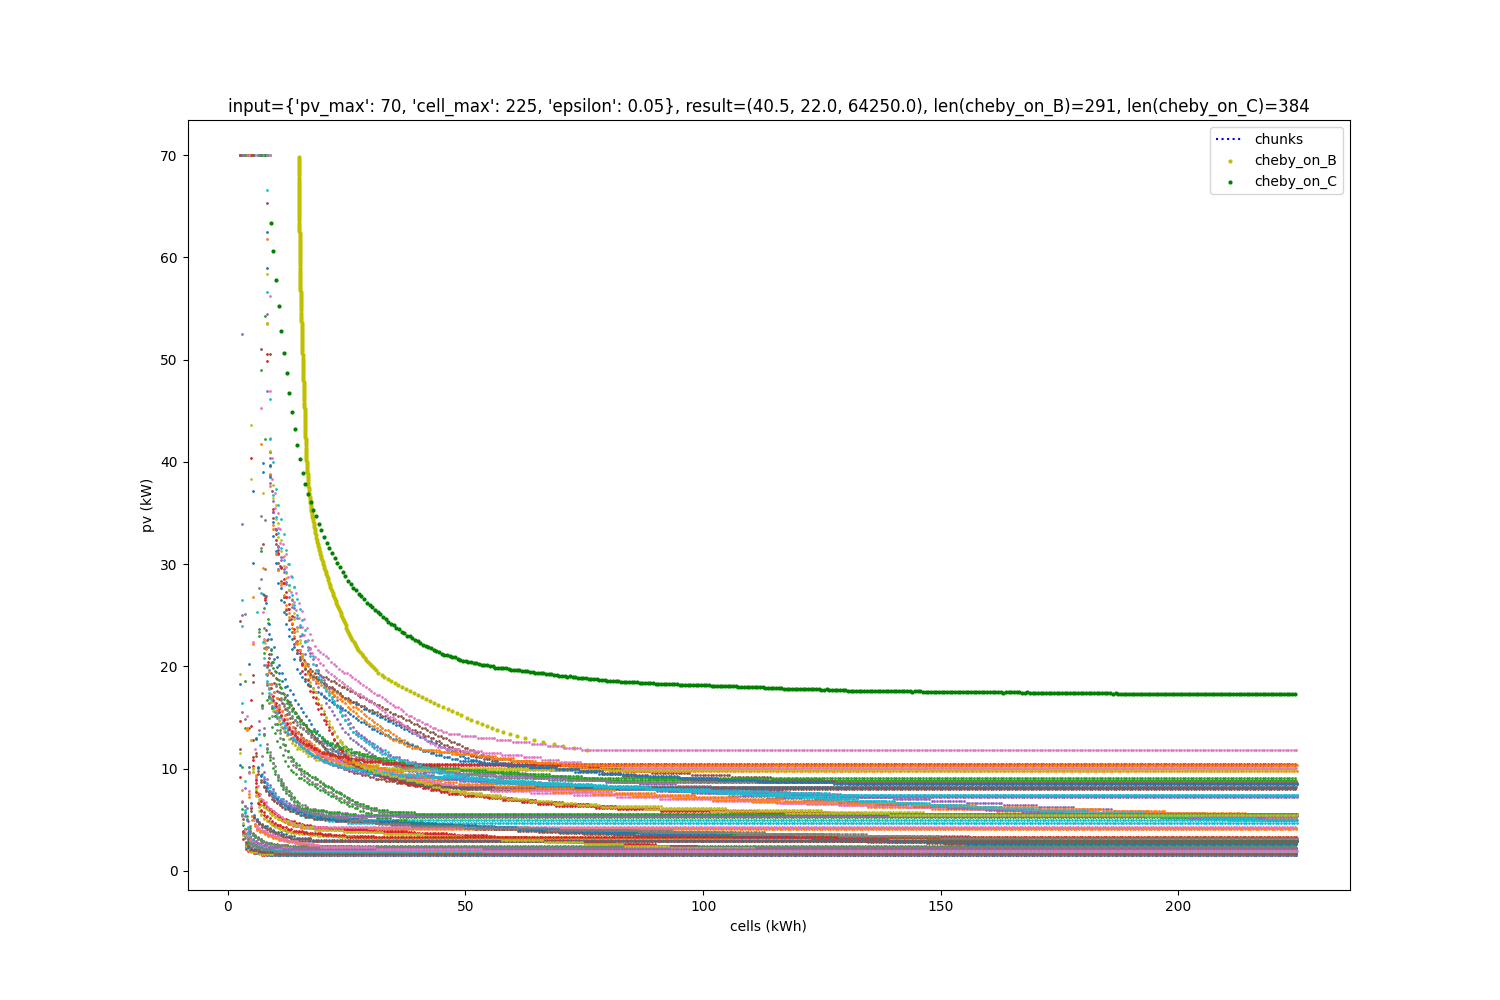 input={'pv_max': 70, 'cell_max': 225, 'epsilon': 0.05}, result=(40.5, 22.0, 64250.0), len(cheby_on_B)=291, len(cheby_on_C)=384
chunks
cheby_on_B
cheby_on_C
70
60
50
40
30
20
10
0
pv (kW)
0 50 100 150 200
cells (kWh)